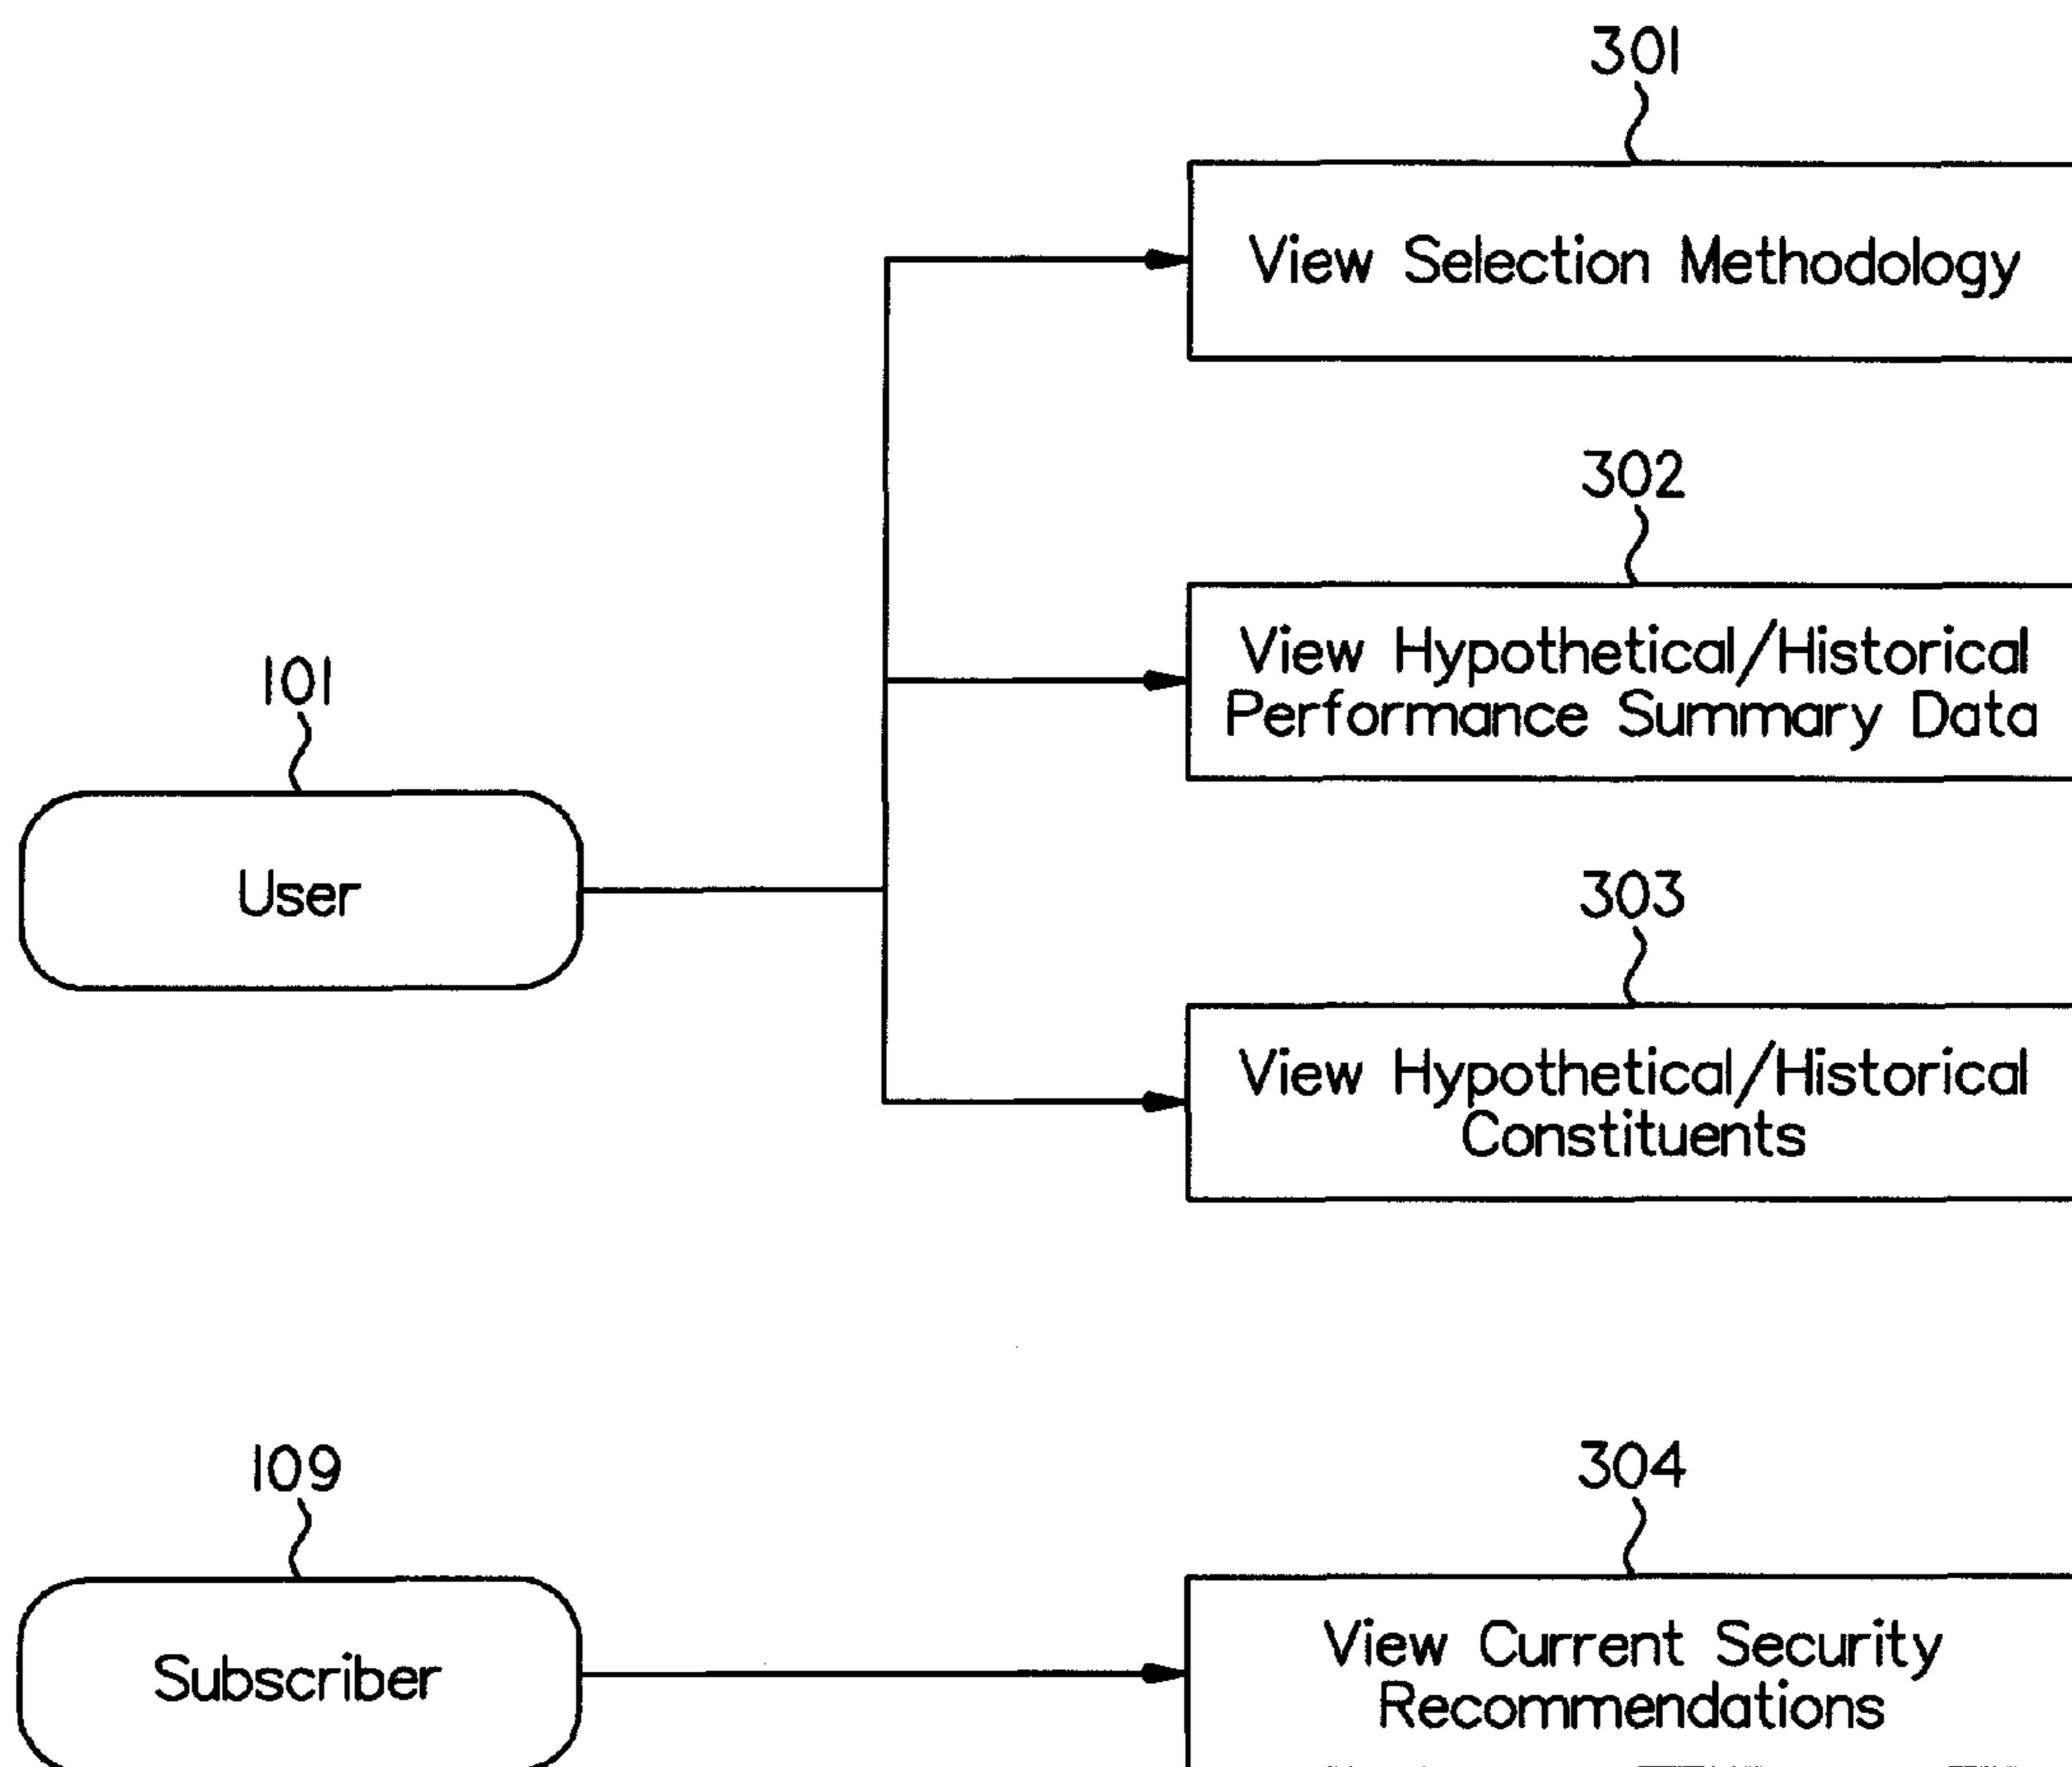 301
View Selection Methodology
302
View Hypothetical/Historical
Performance Summary Data
101
User
303
View Hypothetical/Historical
Constituents
109
Subscriber
304
View Current Security
Recommendations